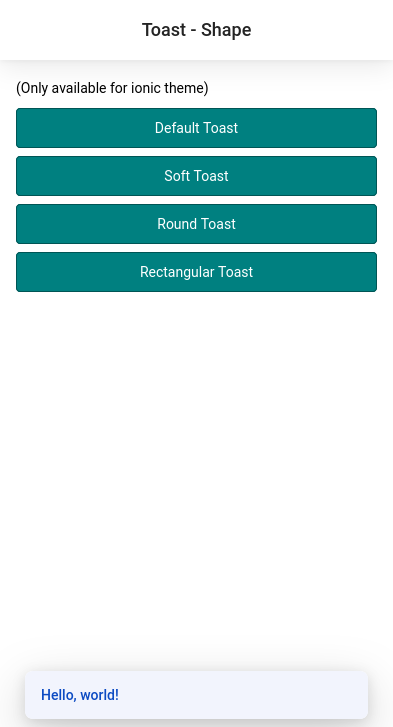 Toast - Shape
(Only available for ionic theme)
Default Toast
Soft Toast
Round Toast
Rectangular Toast
Hello, world!